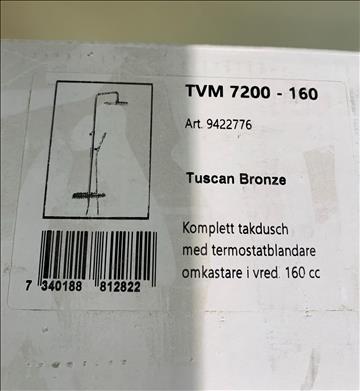 TVM 7200 - 160
Art. 9422776
Tuscan Bronze
Komplett takdusch
med termostatblandare
omkastare i vred. 160 cc
7 340188 812822